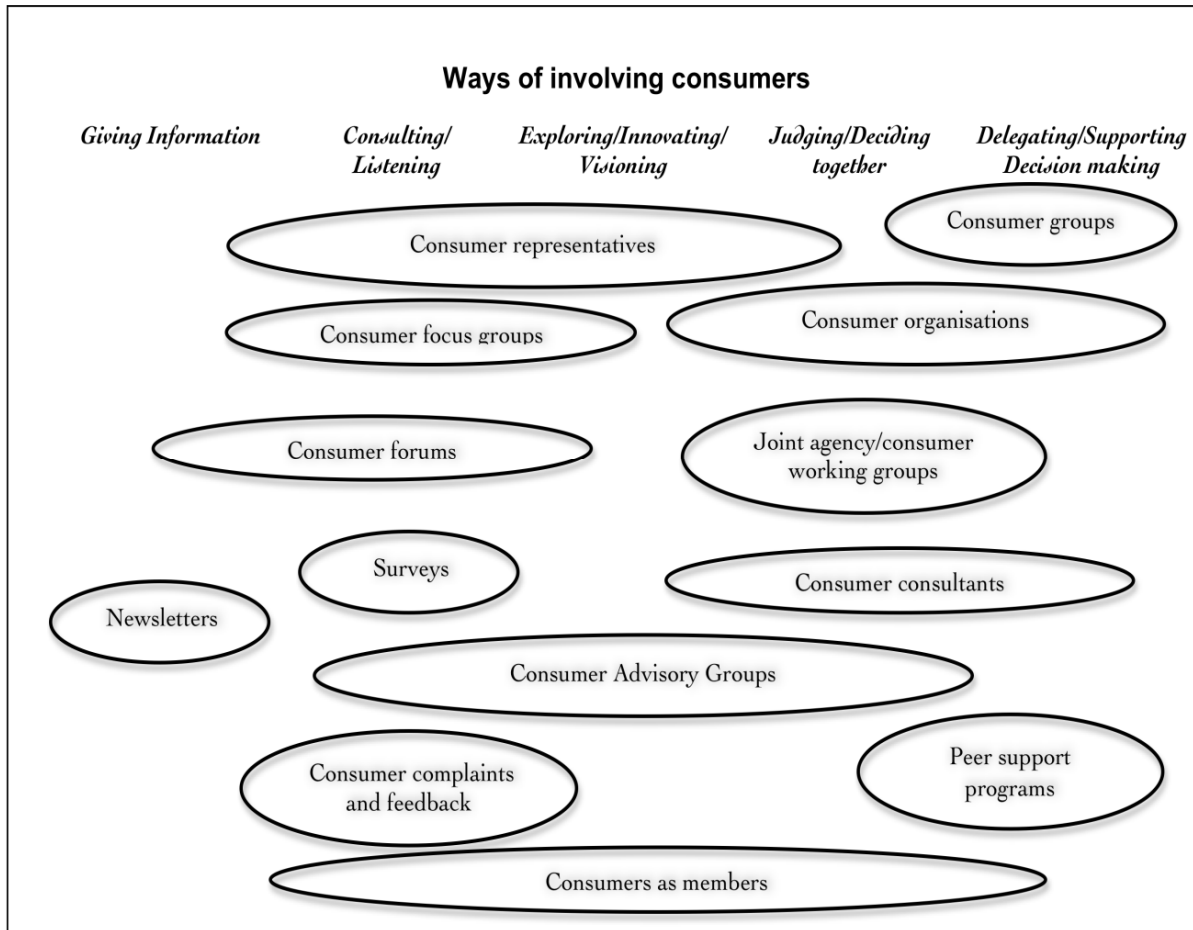 Ways of involving consumers
Giving Information
Consulting/
Listening
Exploring/Innovating/
Visioning
Judging/Deciding
together
Delegating/Supporting
Decision making
Consumer groups
Consumer representatives
Consumer organisations
Consumer focus groups
Joint agency/consumer
working groups
Consumer forums
Surveys
Consumer consultants
Newsletters
Consumer Advisory Groups
Peer support
programs
Consumer complaints
and feedback
Consumers as members